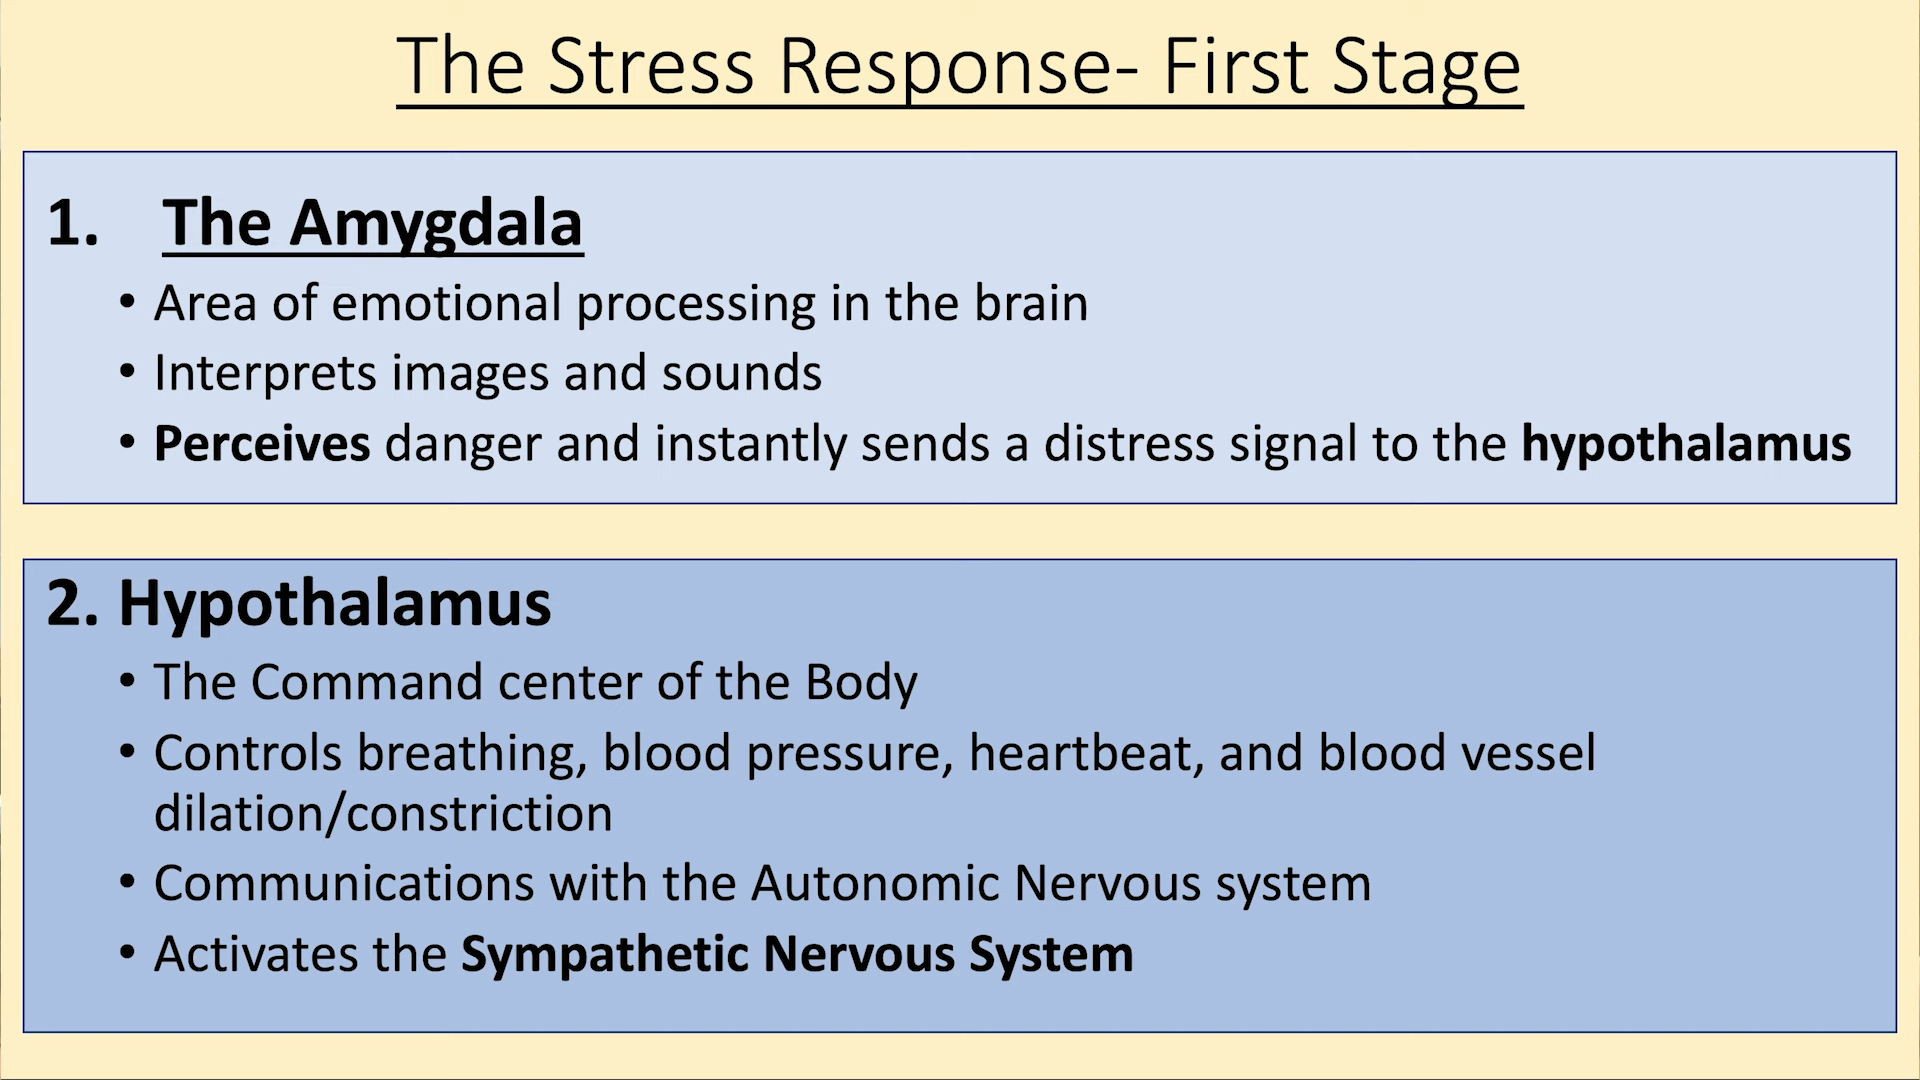 The Stress Response- First Stage
1. The Amygdala
• Area of emotional processing in the brain
• Interprets images and sounds
• Perceives danger and instantly sends a distress signal to the hypothalamus
2. Hypothalamus
• The Command center of the Body
• Controls breathing, blood pressure, heartbeat, and blood vessel
dilation/constriction
• Communications with the Autonomic Nervous system
• Activates the Sympathetic Nervous System